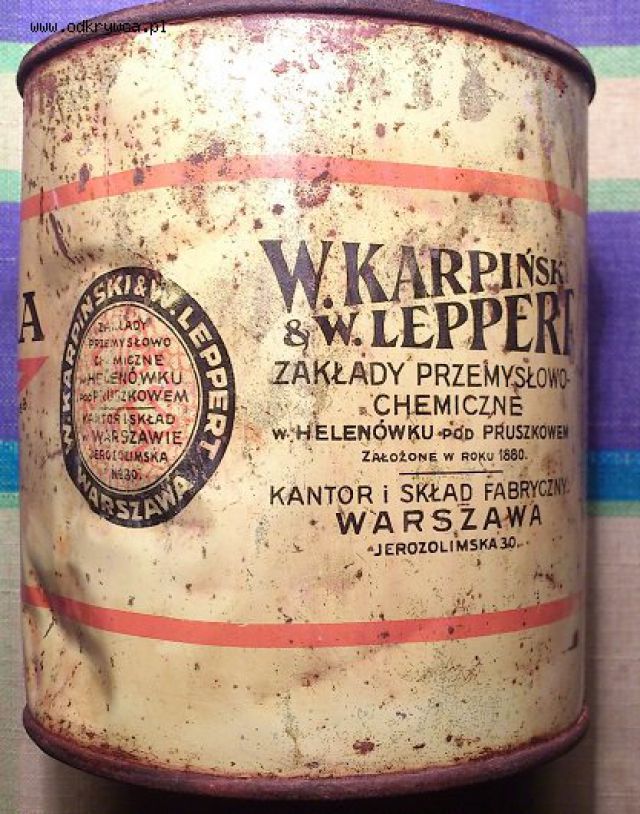 www.odkrywca.pl
A
W. KARPIŃSKI & W. LEPPERT
WARSZAWA
ZAKŁADY
PRZEMYSŁOWO
CHEMICZNE
W HELENÓWKU
POD PRUSZKOWEM
KANTOR i SKŁAD
W WARSZAWIE
JEROZOLIMSKA
No 30.
W. KARPIŃSKI
& W. LEPPERT
ZAKŁADY PRZEMYSŁOWO-
CHEMICZNE
W HELENÓWKU POD PRUSZKOWEM
ZAŁOŻONE W ROKU 1880.
KANTOR i SKŁAD FABRYCZNY
WARSZAWA
JEROZOLIMSKA 30.